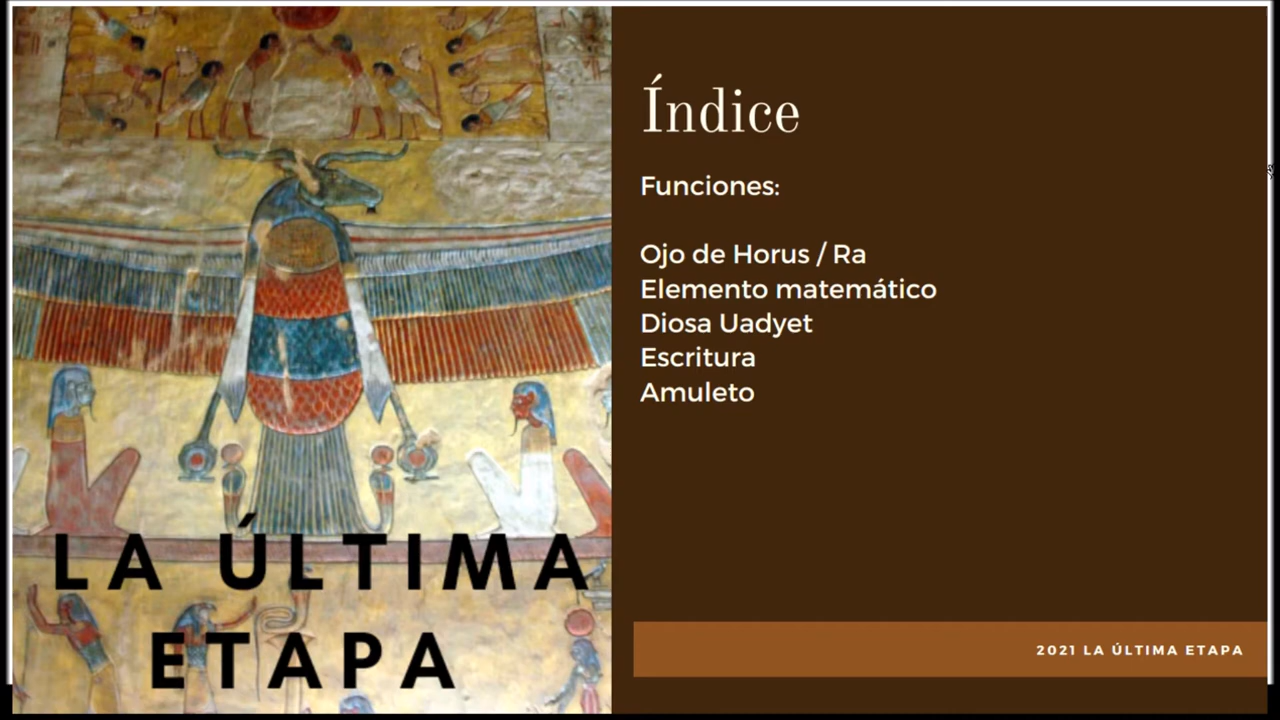 LA ÚLTIMA
ETAPA
Índice
Funciones:
Ojo de Horus / Ra
Elemento matemático
Diosa Uadyet
Escritura
Amuleto
2021 LA ÚLTIMA ETAPA